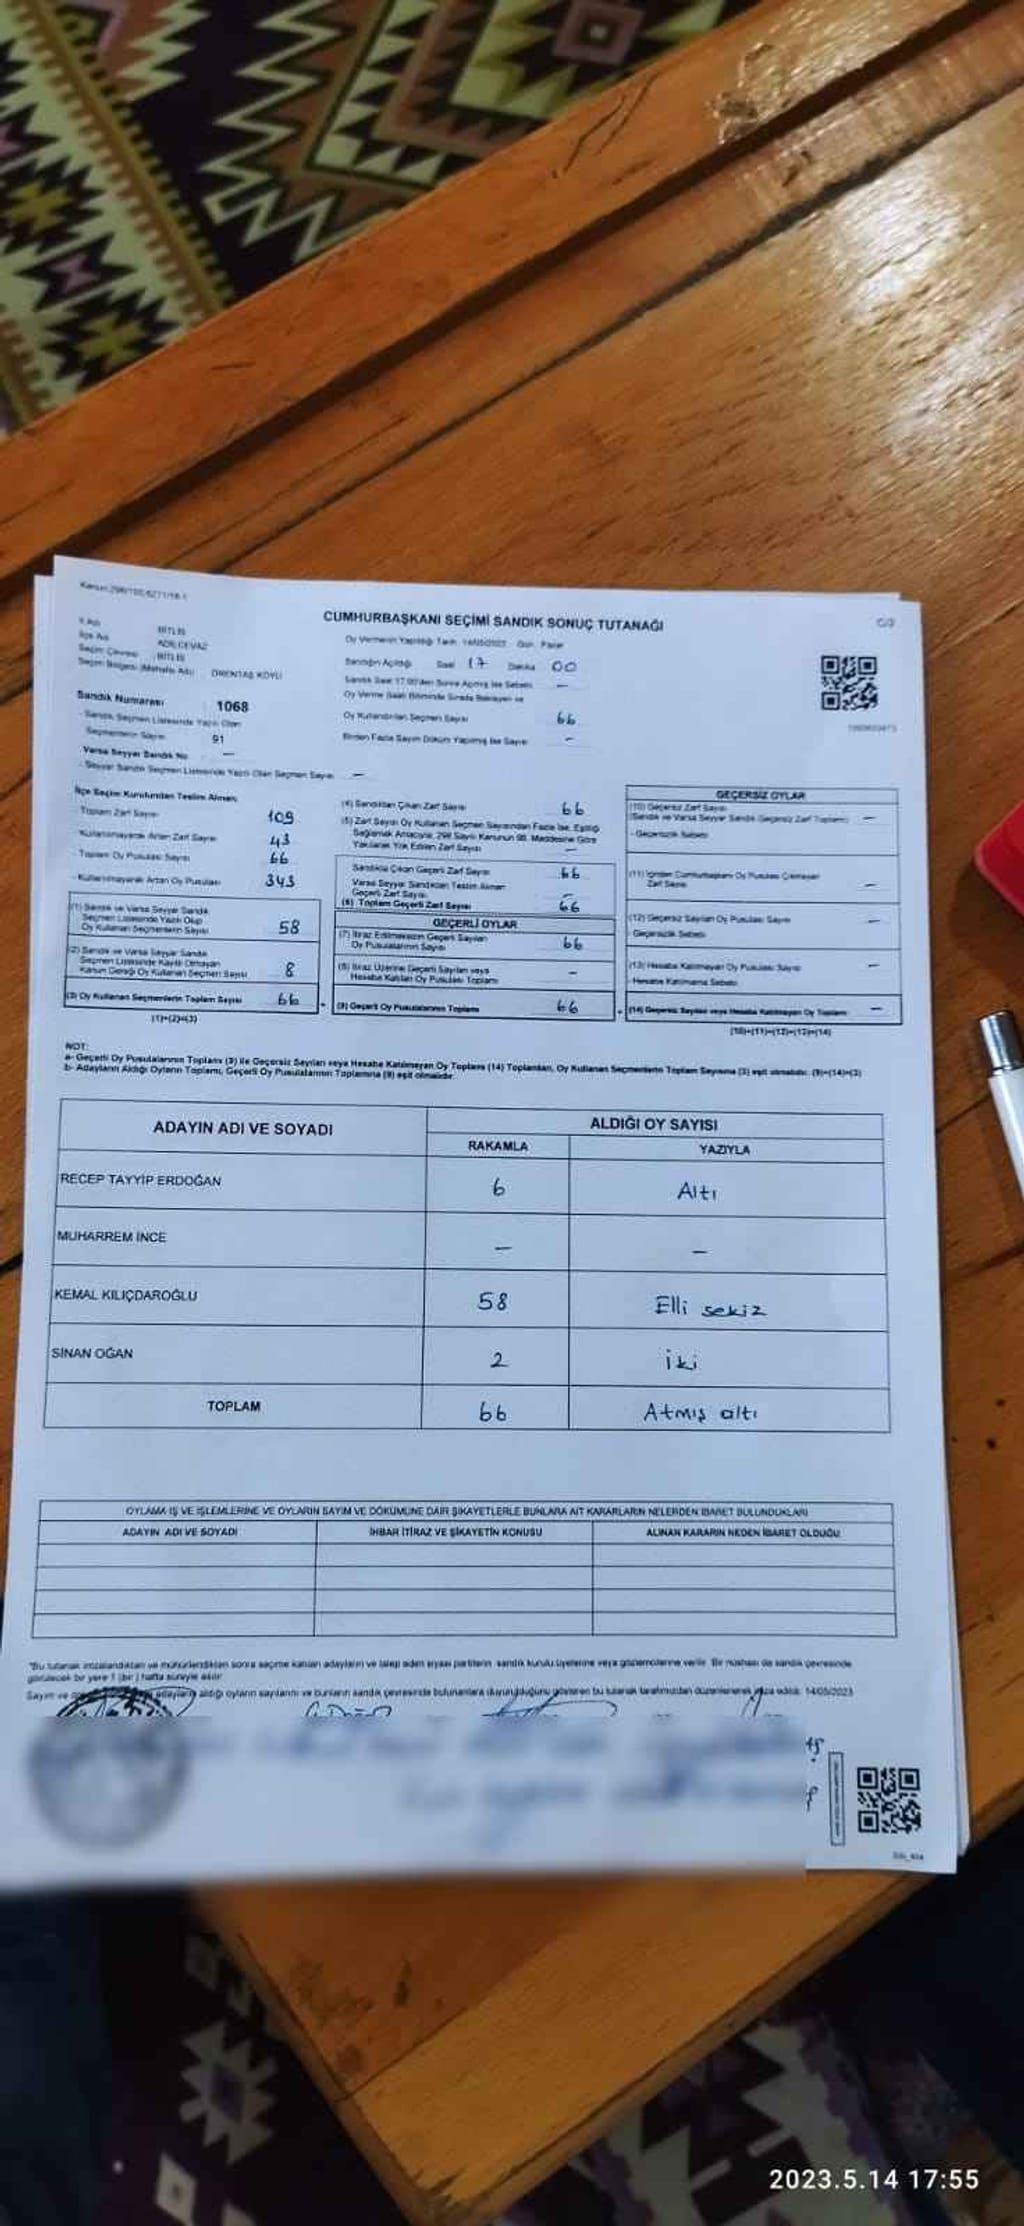 Kanun:298/105,6271/18-1
CUMHURBAŞKANI SEÇİMİ SANDIK SONUÇ TUTANAĞI
İl Adı BİTLİS
İlçe Adı ADİLCEVAZ
Seçim Çevresi BİTLİS
Seçim Bölgesi (Mahalle Adı) ÖRENTAŞ KÖYÜ
Oy Vermenin Yapıldığı Tarih 14/05/2023 Gün Pazar
Sandığın Açıldığı Saat 17 Dakika 00
Sandık Saat 17.00'den Sonra Açılmış İse Sebebi —
Oy Verme Saati Bitiminde Sırada Bekleyen ve
Oy Kullandırılan Seçmen Sayısı 66
Birden Fazla Sayım Döküm Yapılmış İse Sayısı —
Sandık Numarası 1068
- Sandık Seçmen Listesinde Yazılı Olan
Seçmenlerin Sayısı 91
Varsa Seyyar Sandık No —
- Seyyar Sandık Seçmen Listesinde Yazılı Olan Seçmen Sayısı —
İlçe Seçim Kurulundan Teslim Alınan:
- Toplam Zarf Sayısı 109
- Kullanılmayarak Artan Zarf Sayısı 43
- Toplam Oy Pusulası Sayısı 66
- Kullanılmayarak Artan Oy Pusulası 343
(1) Sandık ve Varsa Seyyar Sandık
Seçmen Listesinde Yazılı Olup
Oy Kullanan Seçmenlerin Sayısı 58
(2) Sandık ve Varsa Seyyar Sandık
Seçmen Listesinde Kayıtlı Olmayan
Kanun Gereği Oy Kullanan Seçmen Sayısı 8
(3) Oy Kullanan Seçmenlerin Toplam Sayısı 66
(1)+(2)=(3)
(4) Sandıktan Çıkan Zarf Sayısı 66
(5) Zarf Sayısı Oy Kullanan Seçmen Sayısından Fazla İse, Eşitliği
Sağlamak Amacıyla, 298 Sayılı Kanunun 98. Maddesine Göre
Yakılarak Yok Edilen Zarf Sayısı —
Sandıkta Çıkan Geçerli Zarf Sayısı 66
Varsa Seyyar Sandıktan Teslim Alınan
Geçerli Zarf Sayısı —
(6) Toplam Geçerli Zarf Sayısı 66
GEÇERLİ OYLAR
(7) İtiraz Edilmeksizin Geçerli Sayılan
Oy Pusulalarının Sayısı 66
(8) İtiraz Üzerine Geçerli Sayılan veya
Hesaba Katılan Oy Pusulası Toplamı —
(9) Geçerli Oy Pusulalarının Toplamı 66
GEÇERSİZ OYLAR
(10) Geçersiz Zarf Sayısı
(Sandık ve Varsa Seyyar Sandık Geçersiz Zarf Toplamı) —
- Geçersizlik Sebebi
(11) İçinden Cumhurbaşkanı Oy Pusulası Çıkmayan
Zarf Sayısı —
(12) Geçersiz Sayılan Oy Pusulası Sayısı —
- Geçersizlik Sebebi
(13) Hesaba Katılmayan Oy Pusulası Sayısı —
- Hesaba Katılmama Sebebi
(14) Geçersiz Sayılan veya Hesaba Katılmayan Oy Toplamı —
(10)+(11)+(12)+(13)=(14)
NOT:
a- Geçerli Oy Pusulalarının Toplamı (9) ile Geçersiz Sayılan veya Hesaba Katılmayan Oy Toplamı (14) Toplamları, Oy Kullanan Seçmenlerin Toplam Sayısına (3) eşit olmalıdır. (9)+(14)=(3)
b- Adayların Aldığı Oyların Toplamı, Geçerli Oy Pusulalarının Toplamına (9) eşit olmalıdır.
ADAYIN ADI VE SOYADI
ALDIĞI OY SAYISI
RAKAMLA YAZIYLA
RECEP TAYYİP ERDOĞAN 6 Altı
MUHARREM İNCE — —
KEMAL KILIÇDAROĞLU 58 Elli sekiz
SİNAN OĞAN 2 iki
TOPLAM 66 Atmış altı
OYLAMA İŞ VE İŞLEMLERİNE VE OYLARIN SAYIM VE DÖKÜMÜNE DAİR ŞİKAYETLERLE BUNLARA AİT KARARLARIN NELERDEN İBARET BULUNDUKLARI
ADAYIN ADI VE SOYADI İHBAR İTİRAZ VE ŞİKAYETİN KONUSU ALINAN KARARIN NEDEN İBARET OLDUĞU
"Bu tutanak imzalandıktan ve mühürlendikten sonra seçime katılan adayların ve talep eden siyasi partilerin sandık kurulu üyelerine veya gözlemcilerine verilir. Bir nüshası da sandık çevresinde
görülecek bir yere 1 (bir) hafta süreyle asılır.
Sayım ve adayların aldığı oyların sayılarını ve bunların sandık çevresinde bulunanlara duyurulduğunu gösteren bu tutanak tarafımızdan düzenlenerek imza edildi. 14/05/2023
2023.5.14 17:55